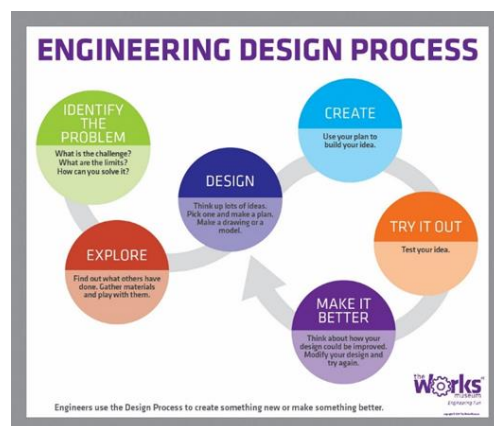 ENGINEERING DESIGN PROCESS
IDENTIFY
THE
PROBLEM
What is the challenge?
What are the limits?
How can you solve it?
EXPLORE
Find out what others have
done. Gather materials
and play with them.
DESIGN
Think up lots of ideas.
Pick one and make a plan.
Make a drawing or a
model.
CREATE
Use your plan to
build your idea.
TRY IT OUT
Test your idea.
MAKE IT
BETTER
Think about how your
design could be improved.
Modify your design and
try again.
The
Works
museum
Engineering Fun
Engineers use the Design Process to create something new or make something better.